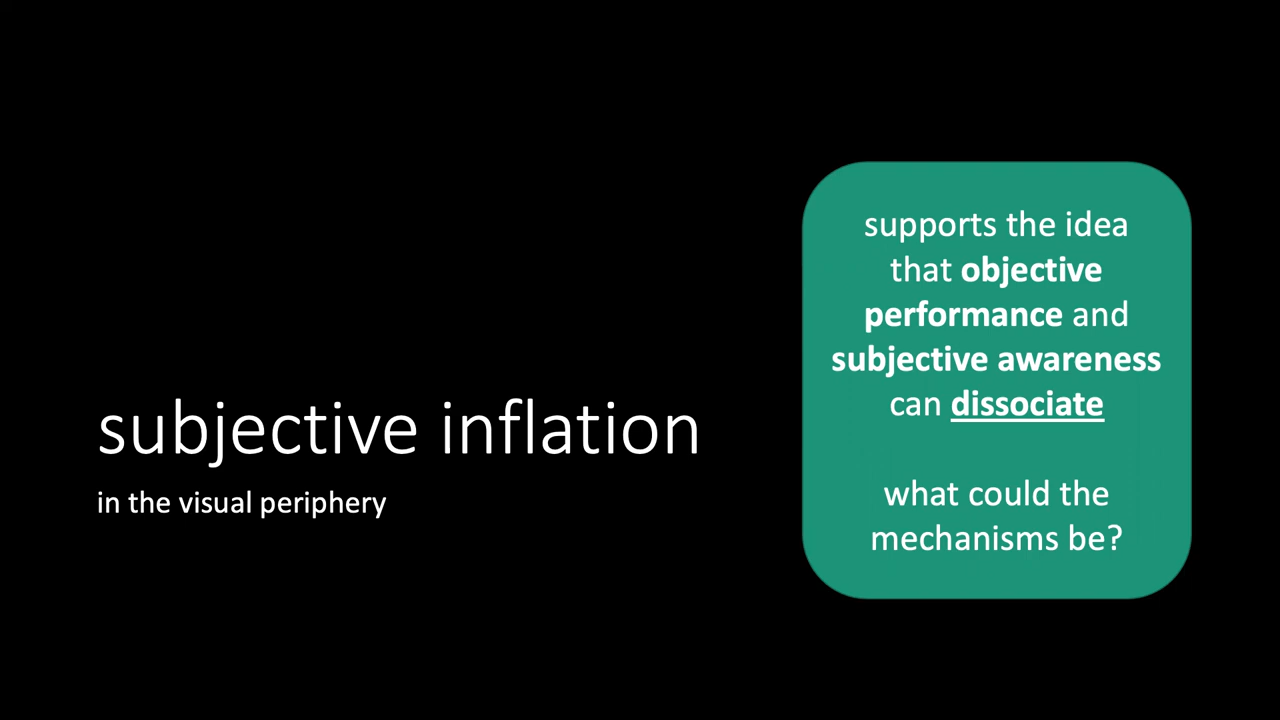 subjective inflation
in the visual periphery
supports the idea
that objective
performance and
subjective awareness
can dissociate
what could the
mechanisms be?